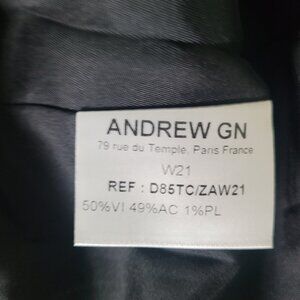 ANDREW GN
79 rue du Temple, Paris France
W21
REF : D85TC/ZAW21
50%VI 49%AC 1%PL